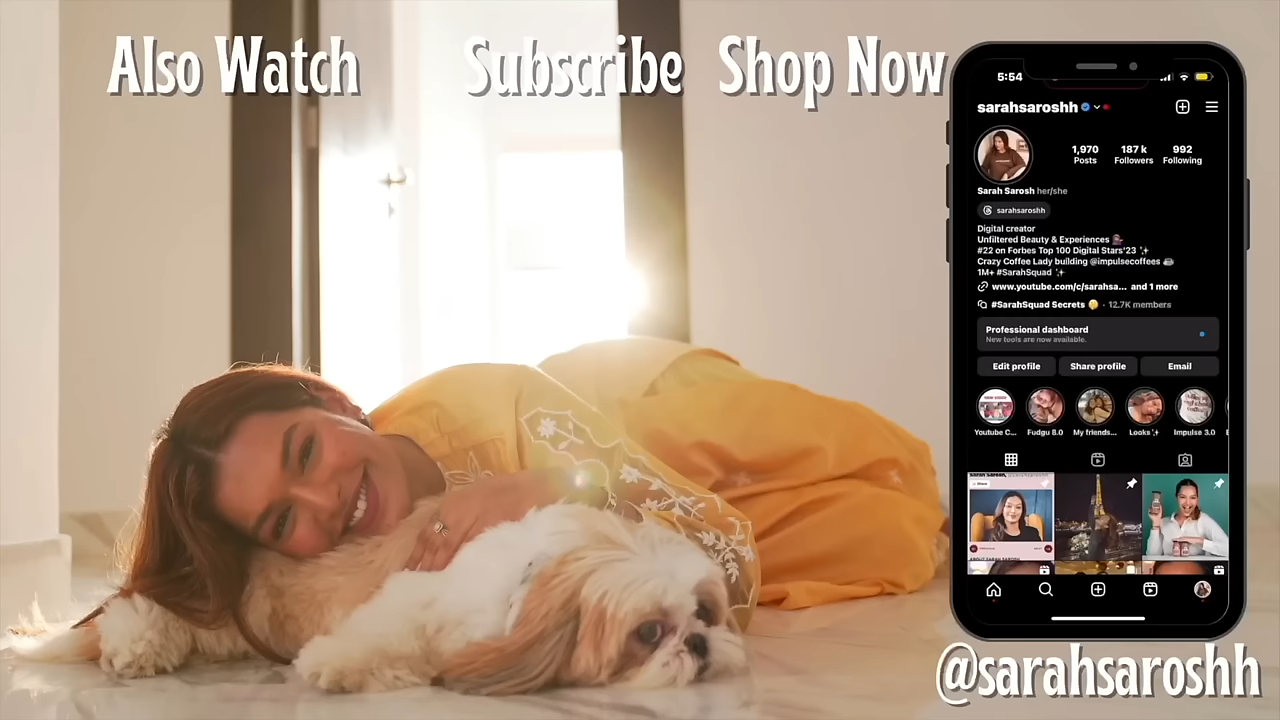 Also Watch
Subscribe
Shop Now
5:54
sarahsaroshh
1,970
187 k
992
Posts
Followers
Following
Sarah Sarosh her/she
sarahsaroshh
Digital creator
Unfiltered Beauty & Experiences
#22 on Forbes Top 100 Digital Stars'23
Crazy Coffee Lady building @impulsecoffees
1M+ #SarahSquad
www.youtube.com/c/sarahsa... and 1 more
#SarahSquad Secrets · 12.7K members
Professional dashboard
New tools are now available.
Edit profile
Share profile
Email
Youtube C...
Fudgu 8.0
My friends...
Looks
Impulse 3.0
@sarahsaroshh